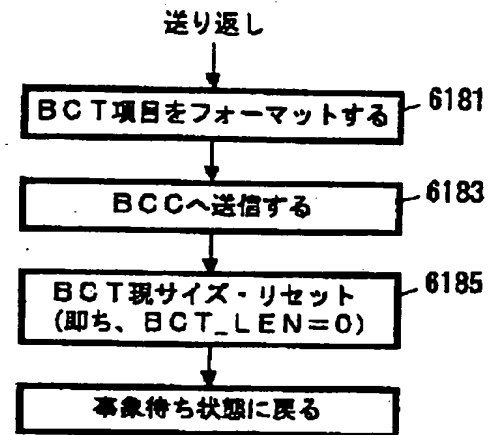 送り返し
BCT項目をフォーマットする
6181
BCCへ送信する
6183
BCT現サイズ・リセット
(即ち、BCT_LEN=0)
6185
事象待ち状態に戻る